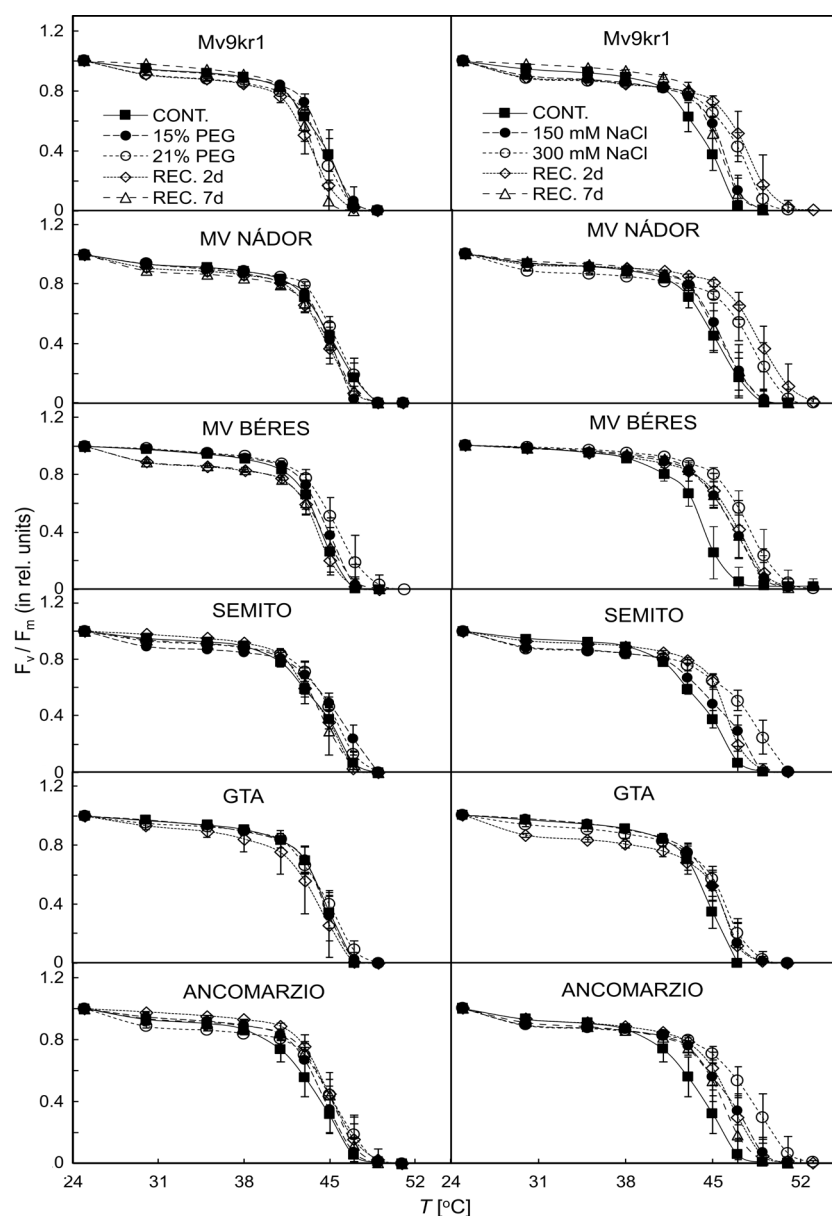 1.2
Mv9kr1
Mv9kr1
0.8
CONT.
15% PEG
21% PEG
REC. 2d
REC. 7d
CONT.
150 mM NaCl
300 mM NaCl
REC. 2d
REC. 7d
0.4
0
1.2
MV NÁDOR
MV NÁDOR
0.8
0.4
0
1.2
MV BÉRES
MV BÉRES
0.8
0.4
0
1.2
SEMITO
SEMITO
0.8
0.4
0
1.2
GTA
GTA
0.8
0.4
0
1.2
ANCOMARZIO
ANCOMARZIO
0.8
0.4
0
Fv / Fm (in rel. units)
24 31 38 45 52 24 31 38 45 52
T [oC]